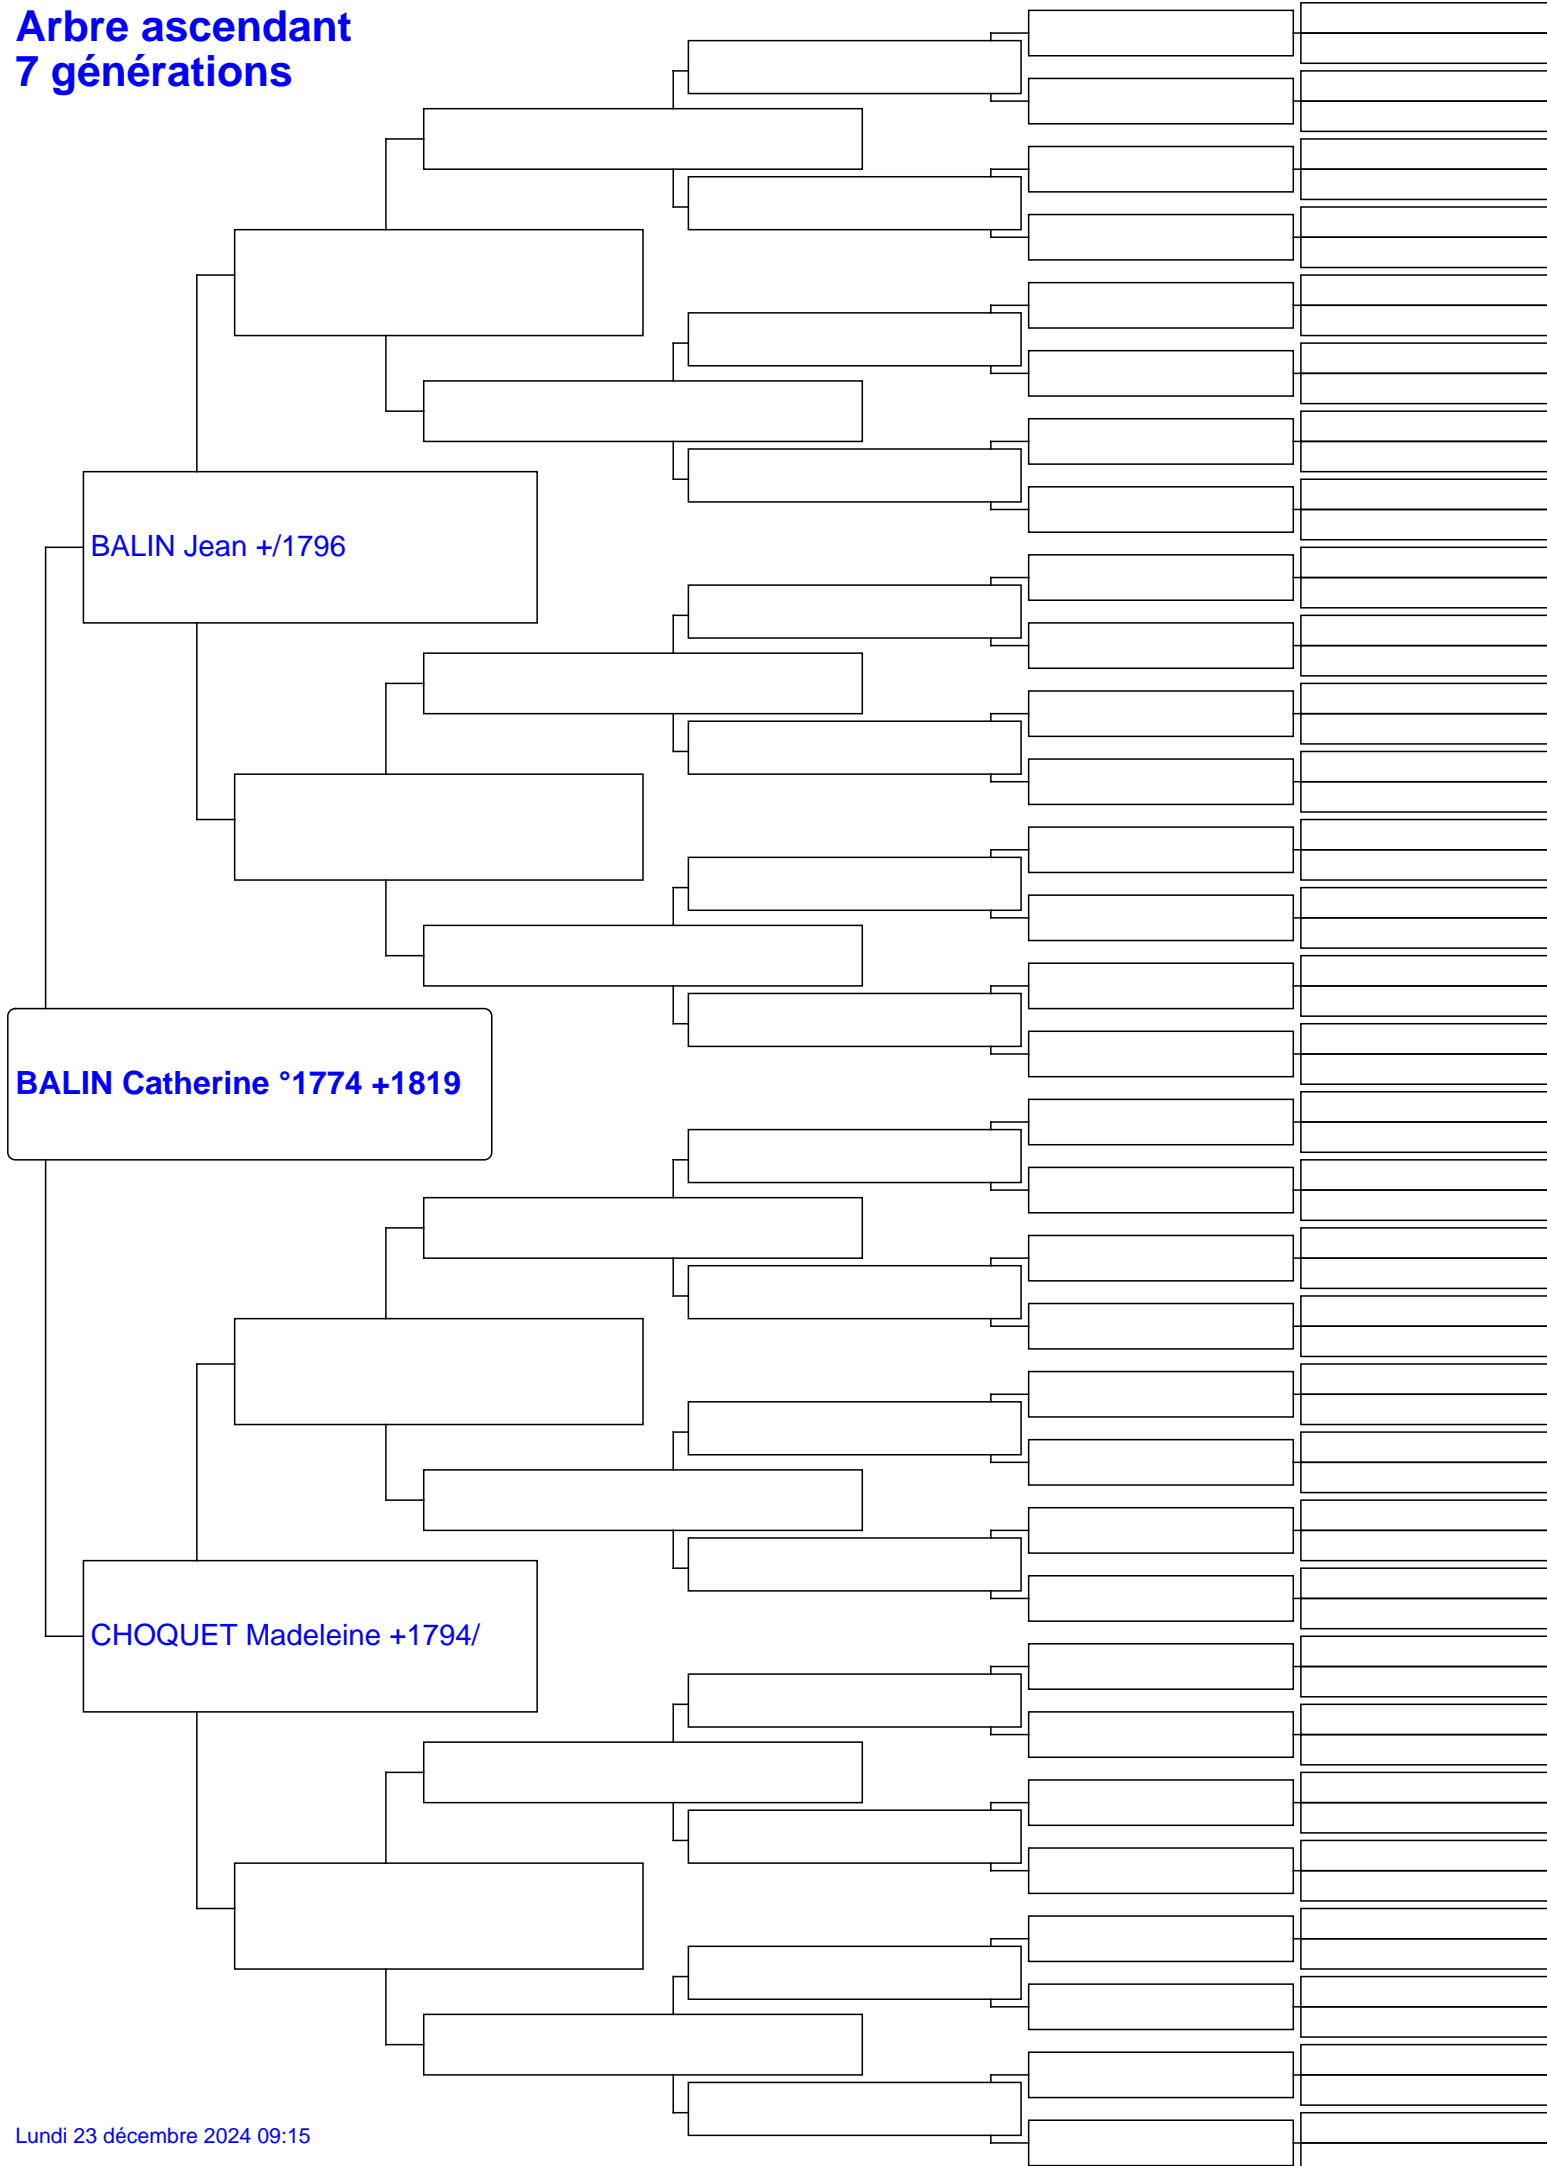 Arbre ascendant
7 générations
BALIN Jean +/1796
BALIN Catherine °1774 +1819
CHOQUET Madeleine +1794/
Lundi 23 décembre 2024 09:15